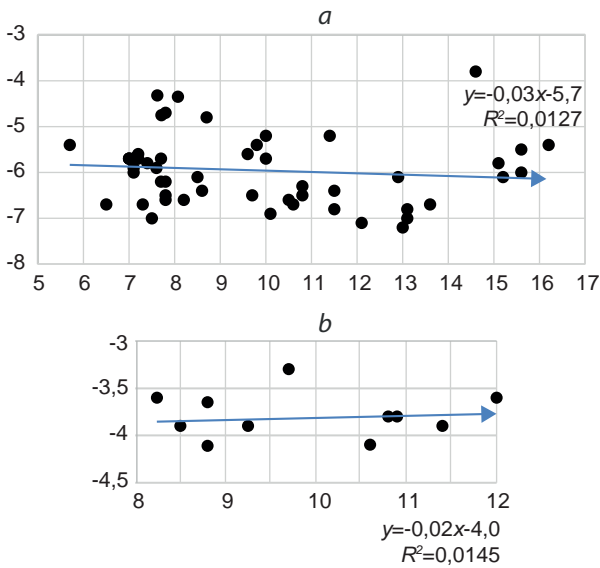 a
-3
-4
y=-0,03x-5,7
R²=0,0127
-5
-6
-7
-8
5 6 7 8 9 10 11 12 13 14 15 16 17
b
-3
-3,5
-4
-4,5
8 9 10 11 12
y=-0,02x-4,0
R²=0,0145